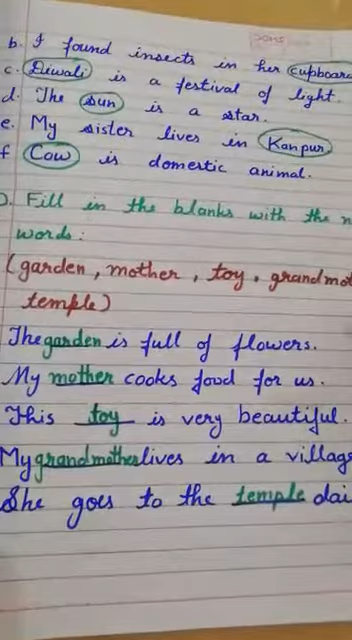 b. I found insects in her cupboar
c. Diwali is a festival of light.
d. The sun is a star.
e. My sister lives in Kanpur
f Cow is domestic animal.
D. Fill in the blanks with the n
words:
(garden, mother, toy, grandmot
temple)
The garden is full of flowers.
My mother cooks food for us.
This toy is very beautiful.
My grandmother lives in a villag
She goes to the temple dai